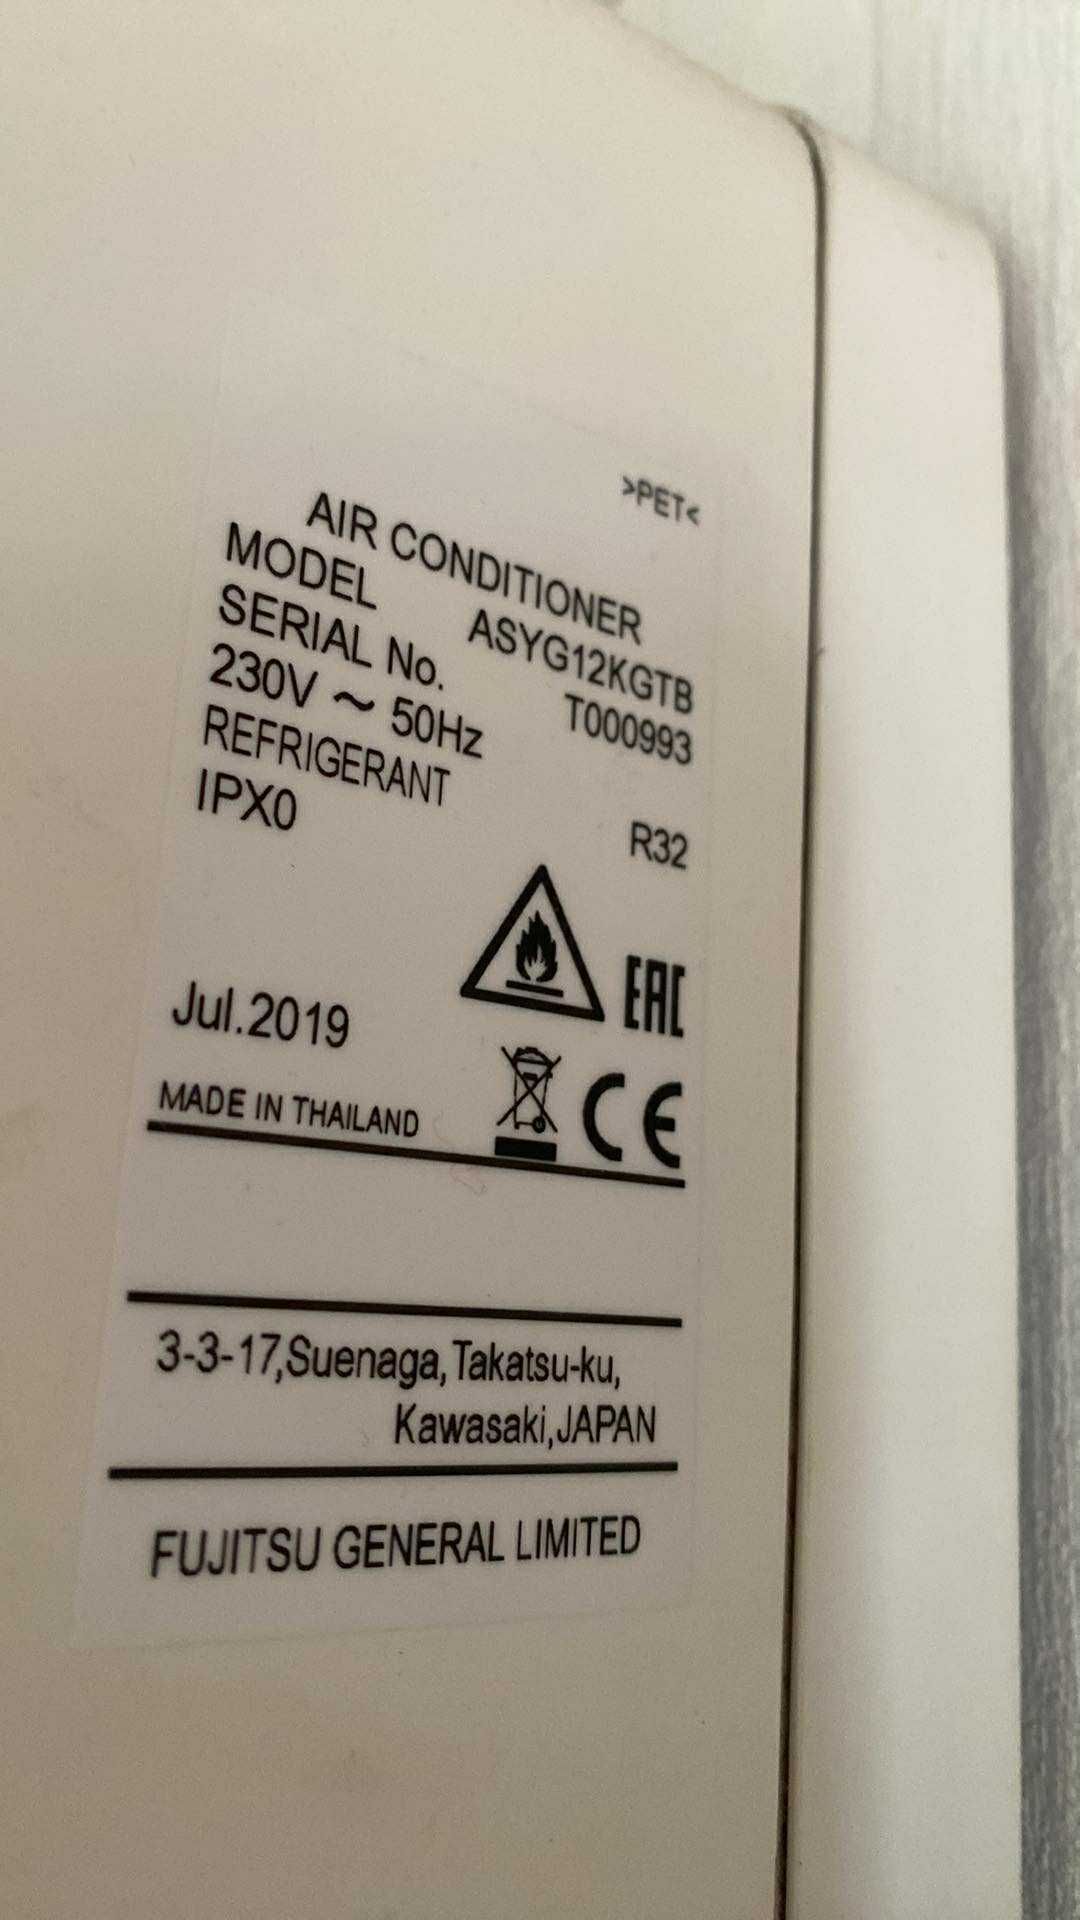 >PET<
AIR CONDITIONER
MODEL ASYG12KGTB
SERIAL No. T000993
230V ~ 50Hz
REFRIGERANT R32
IPX0
EAC
Jul.2019
MADE IN THAILAND CE
3-3-17,Suenaga,Takatsu-ku,
Kawasaki,JAPAN
FUJITSU GENERAL LIMITED